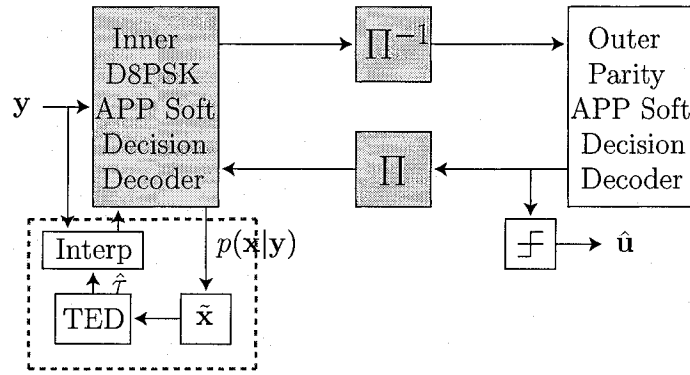 Inner
D8PSK
APP Soft
Decision
Decoder
Π⁻¹
Outer
Parity
APP Soft
Decision
Decoder
y
Π
Interp
p(x|y)
û
τ̂
TED
x̃